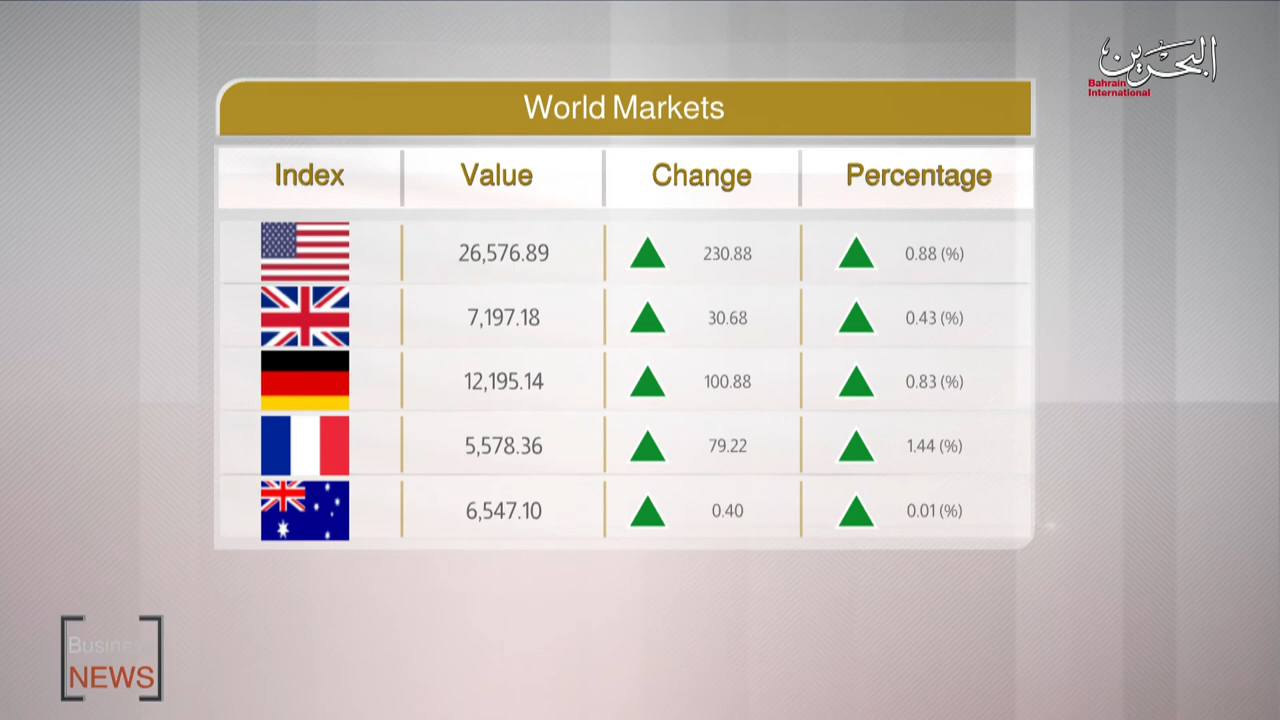 البحرين
Bahrain
International
World Markets
Index Value Change Percentage
26,576.89 230.88 0.88 (%)
7,197.18 30.68 0.43 (%)
12,195.14 100.88 0.83 (%)
5,578.36 79.22 1.44 (%)
6,547.10 0.40 0.01 (%)
NEWS